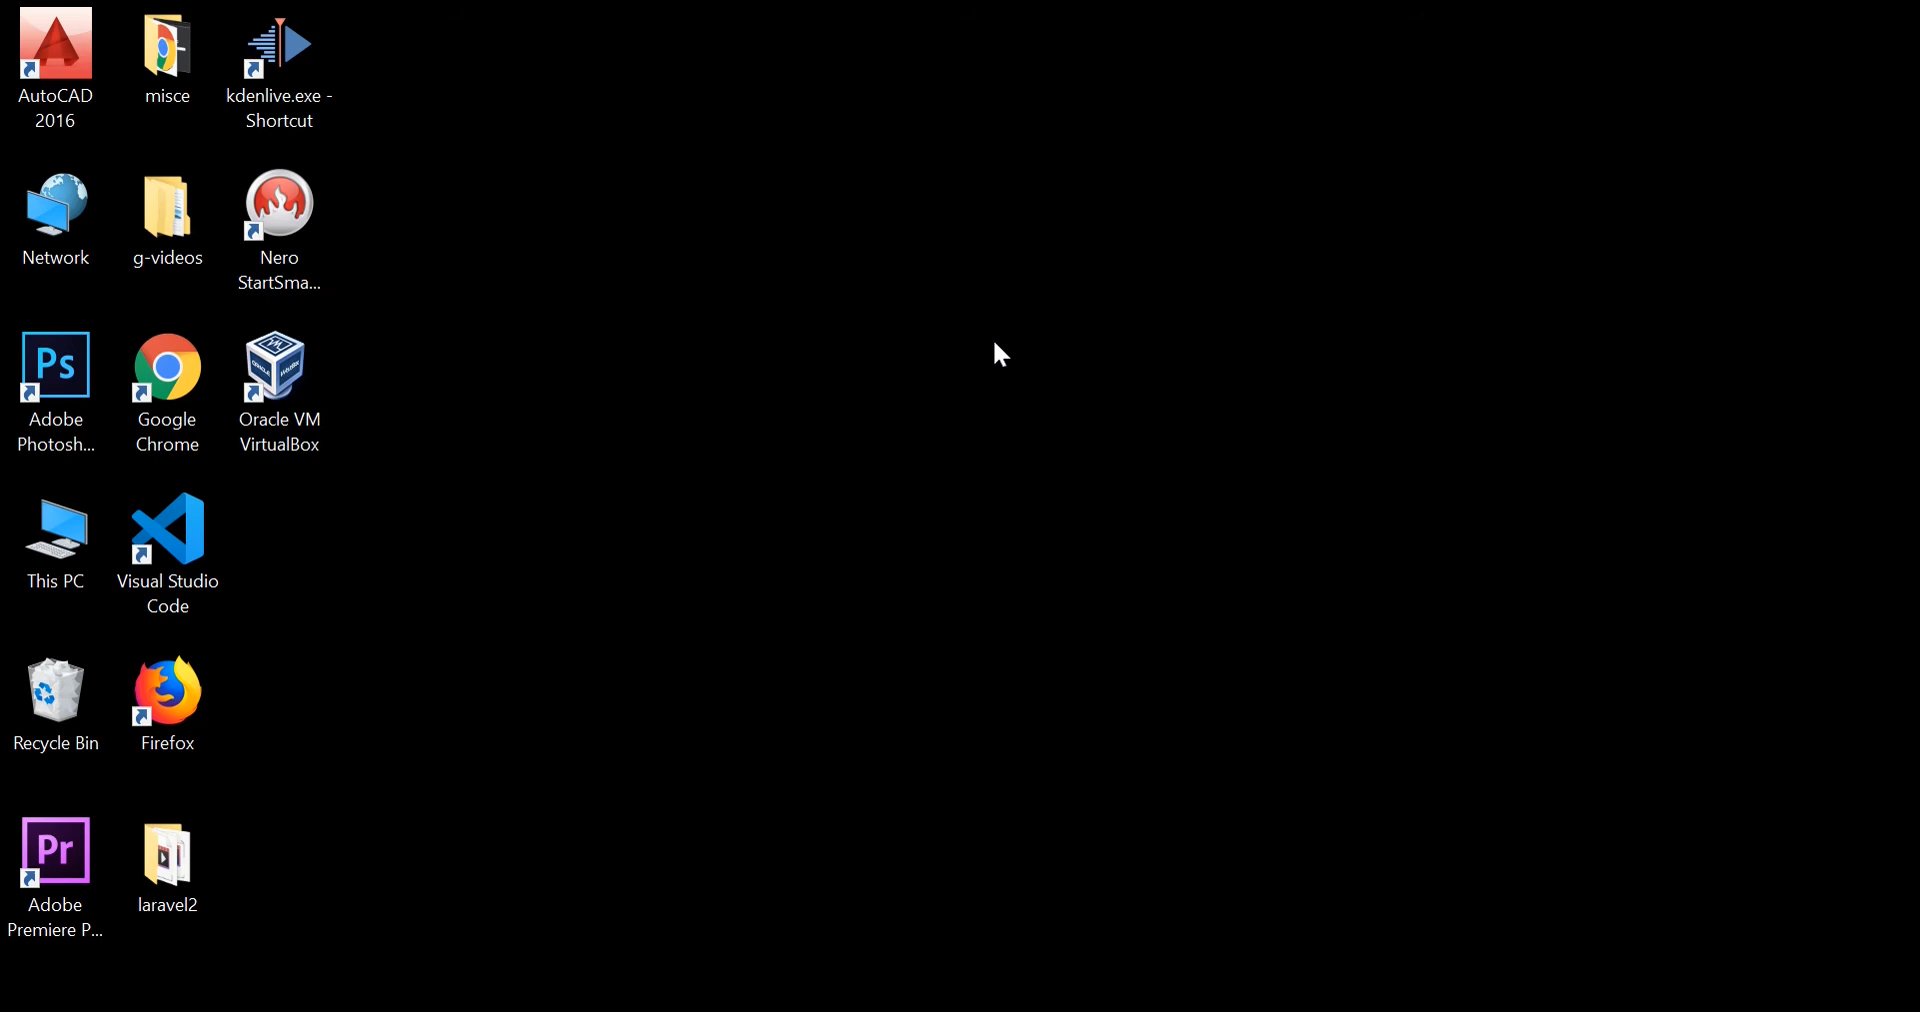 AutoCAD
2016
misce
kdenlive.exe -
Shortcut
Network
g-videos
Nero
StartSma...
Ps
Adobe
Photosh...
Google
Chrome
Oracle VM
VirtualBox
This PC
Visual Studio
Code
Recycle Bin
Firefox
Pr
Adobe
Premiere P...
laravel2